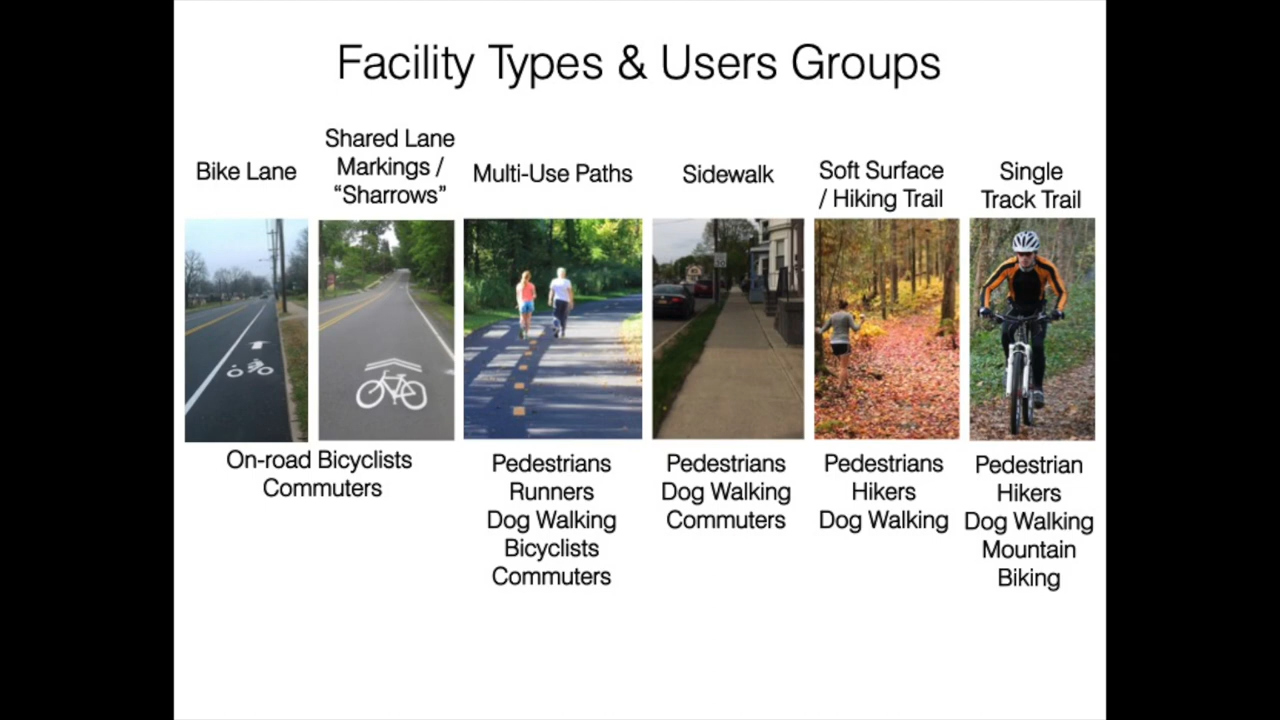 Facility Types & Users Groups
Bike Lane
Shared Lane
Markings /
“Sharrows”
Multi-Use Paths
Sidewalk
Soft Surface
/ Hiking Trail
Single
Track Trail
On-road Bicyclists
Commuters
Pedestrians
Runners
Dog Walking
Bicyclists
Commuters
Pedestrians
Dog Walking
Commuters
Pedestrians
Hikers
Dog Walking
Pedestrian
Hikers
Dog Walking
Mountain
Biking